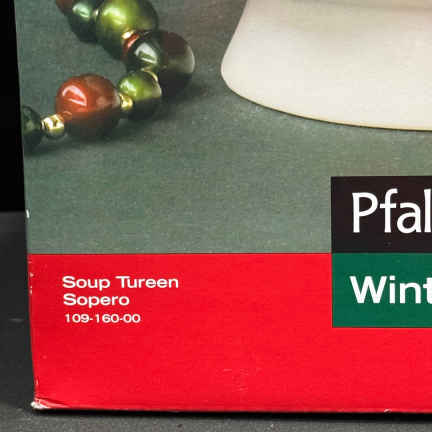 Pfal
Wint
Soup Tureen
Sopero
109-160-00